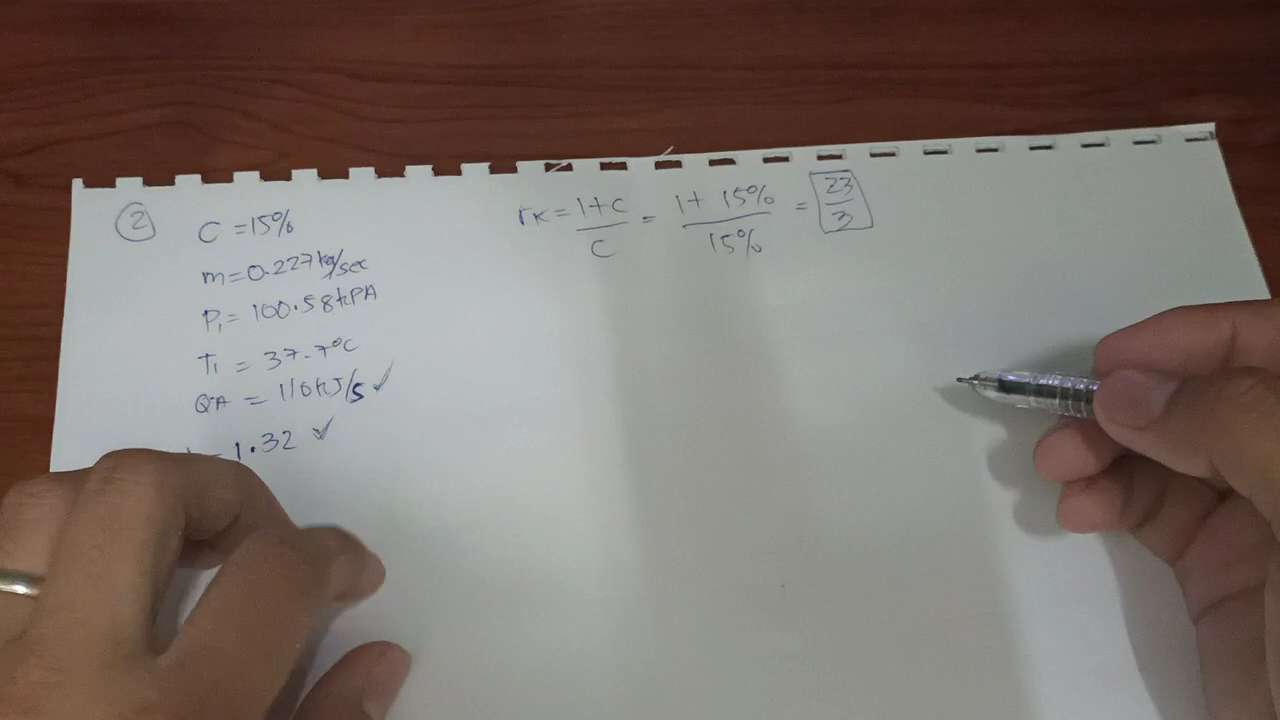 2
C = 15%
m = 0.227 kg/sec
P1 = 100.58 kPA
T1 = 37.7°C
QA = 110 kJ/s ✓
= 1.32 ✓
rK = 1+C / C = 1 + 15% / 15% = 23 / 3